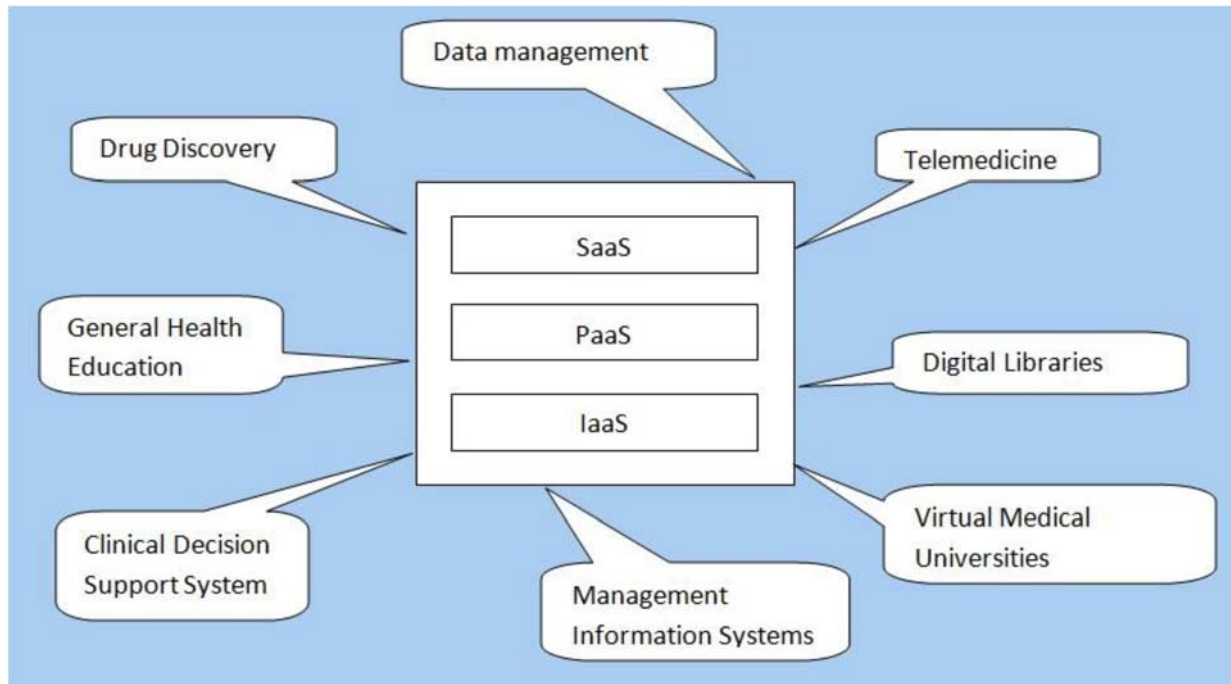 Data management
Drug Discovery
Telemedicine
SaaS
General Health
Education
PaaS
Digital Libraries
IaaS
Clinical Decision
Support System
Virtual Medical
Universities
Management
Information Systems